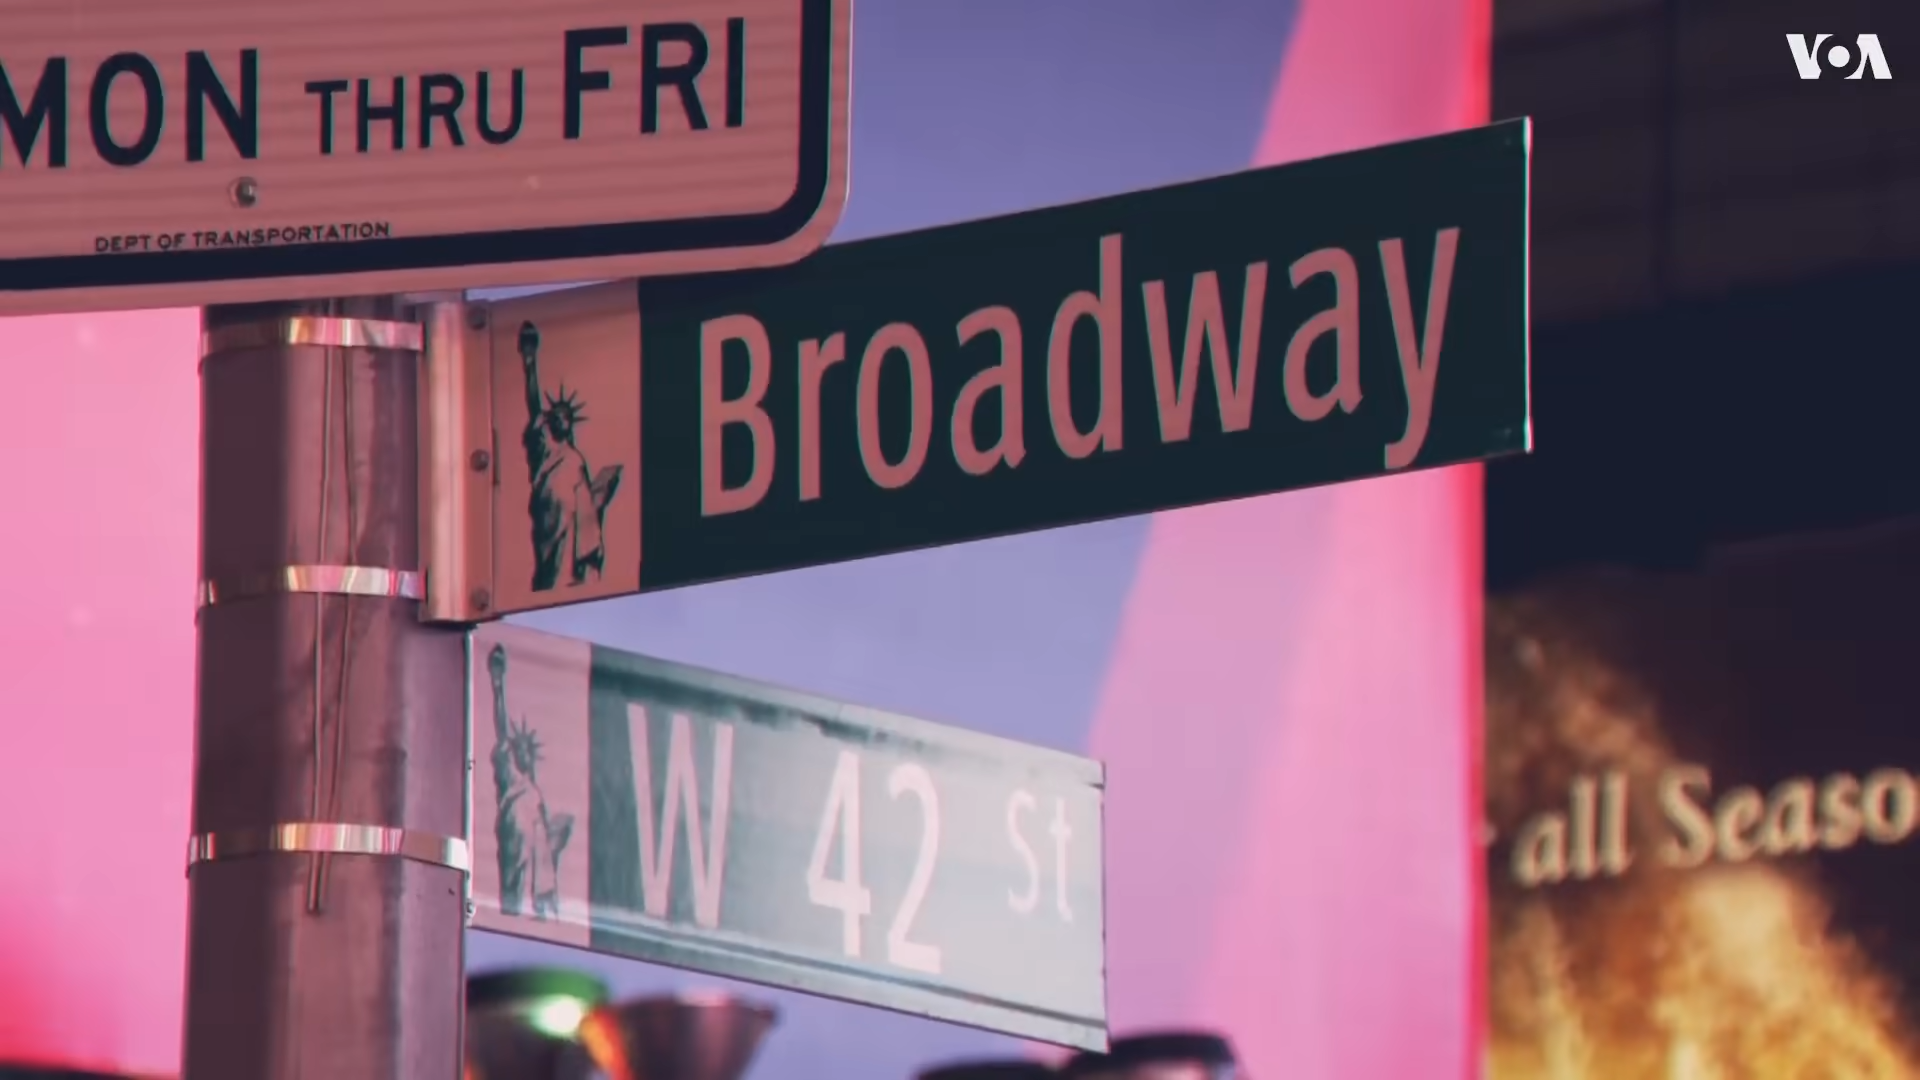 MON THRU FRI
DEPT OF TRANSPORTATION
VOA
Broadway
W 42 St
all Seaso